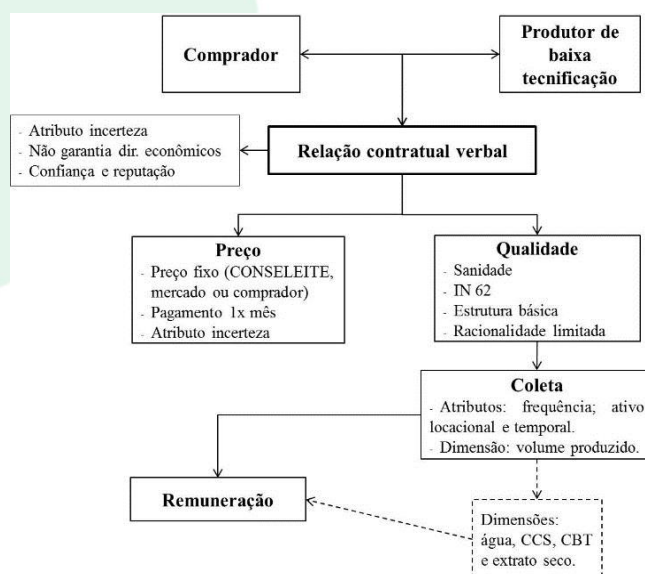 Comprador
Produtor de
baixa
tecnificação
- Atributo incerteza
- Não garantia dir. econômicos
- Confiança e reputação
Relação contratual verbal
Preço
- Preço fixo (CONSELEITE,
mercado ou comprador)
- Pagamento 1x mês
- Atributo incerteza
Qualidade
- Sanidade
- IN 62
- Estrutura básica
- Racionalidade limitada
Coleta
- Atributos: frequência; ativo
locacional e temporal.
- Dimensão: volume produzido.
Remuneração
Dimensões:
água, CCS, CBT
e extrato seco.